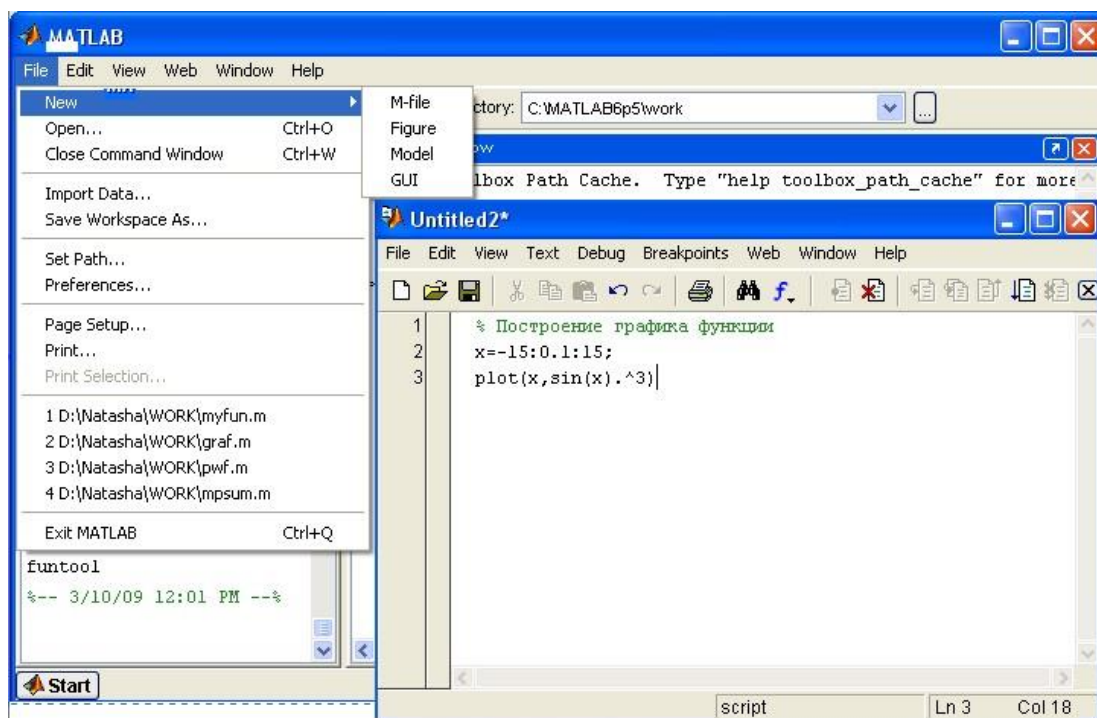 MATLAB
File Edit View Web Window Help
New
Open... Ctrl+O
Close Command Window Ctrl+W
Import Data...
Save Workspace As...
Set Path...
Preferences...
Page Setup...
Print...
Print Selection...
1 D:\Natasha\WORK\myfun.m
2 D:\Natasha\WORK\graf.m
3 D:\Natasha\WORK\pwf.m
4 D:\Natasha\WORK\mpsum.m
Exit MATLAB Ctrl+Q
M-file
Figure
Model
GUI
ctory: C:\MATLAB6p5\work ...
ow
lbox Path Cache. Type "help toolbox_path_cache" for more
Untitled2*
File Edit View Text Debug Breakpoints Web Window Help
1 % Построение графика функции
2 x=-15:0.1:15;
3 plot(x,sin(x).^3)
script Ln 3 Col 18
funtool
%-- 3/10/09 12:01 PM --%
Start